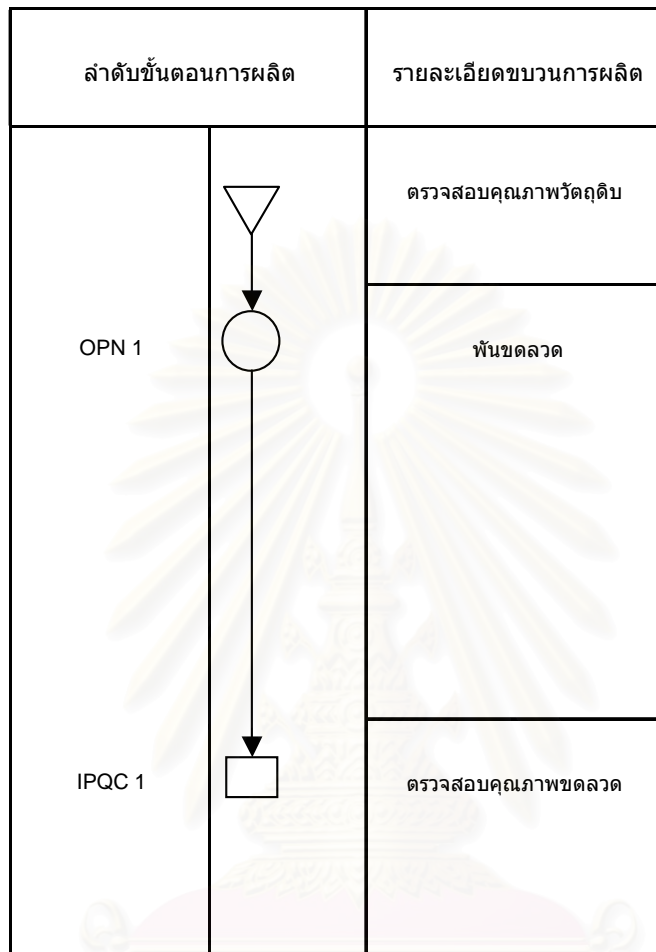 ลำดับขั้นตอนการผลิต
รายละเอียดขบวนการผลิต
ตรวจสอบคุณภาพวัตถุดิบ
OPN 1
พันขดลวด
IPQC 1
ตรวจสอบคุณภาพขดลวด